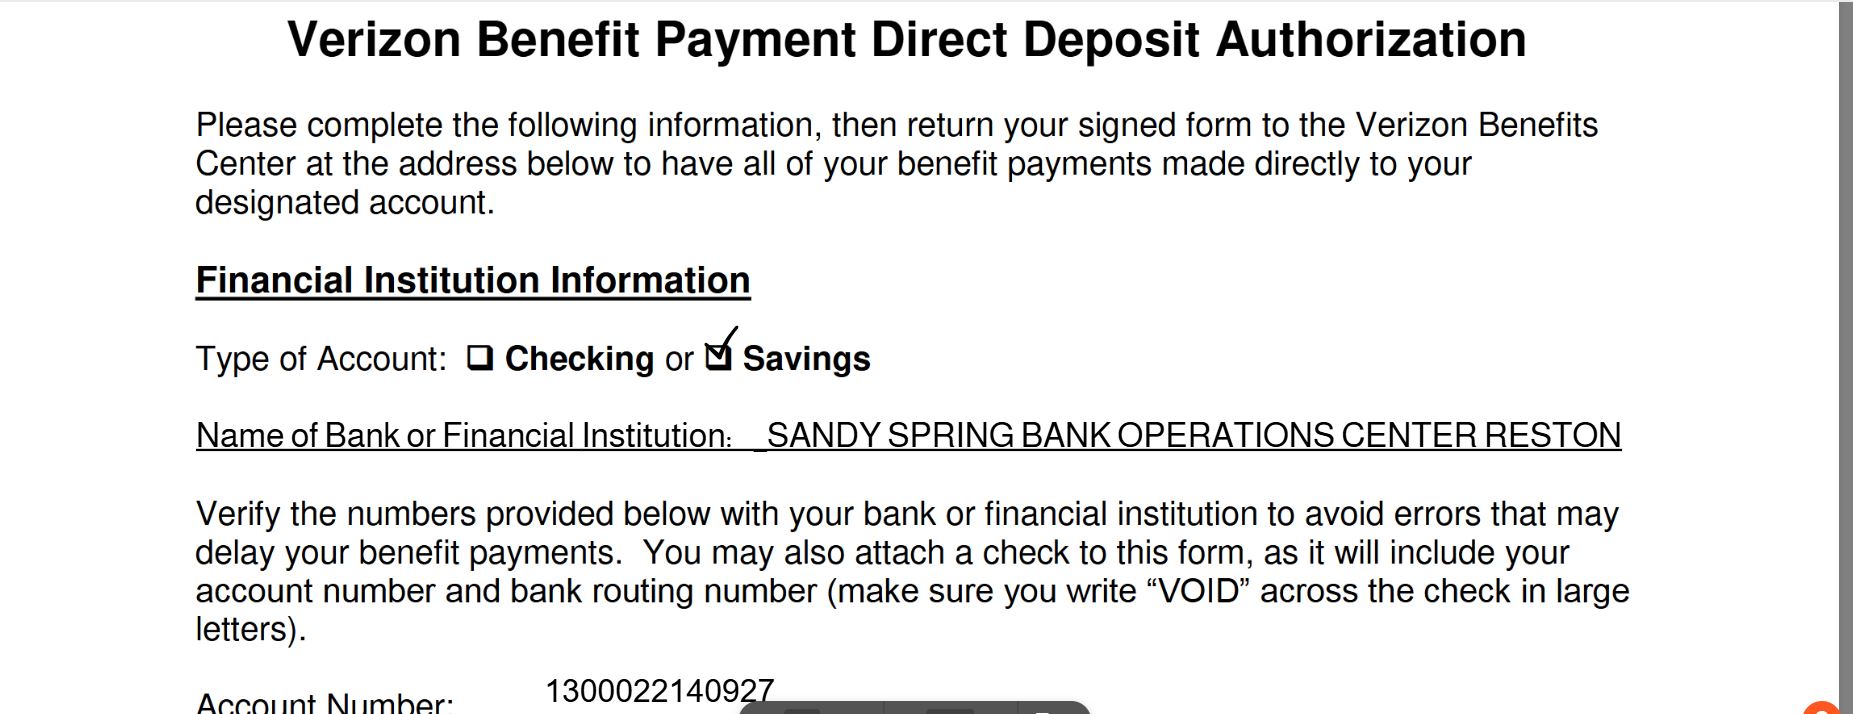 Verizon Benefit Payment Direct Deposit Authorization
Please complete the following information, then return your signed form to the Verizon Benefits
Center at the address below to have all of your benefit payments made directly to your
designated account.
Financial Institution Information
Type of Account: ❑ Checking or ❑ Savings
Name of Bank or Financial Institution: _SANDY SPRING BANK OPERATIONS CENTER RESTON
Verify the numbers provided below with your bank or financial institution to avoid errors that may
delay your benefit payments.  You may also attach a check to this form, as it will include your
account number and bank routing number (make sure you write “VOID” across the check in large
letters).
Account Number: 1300022140927